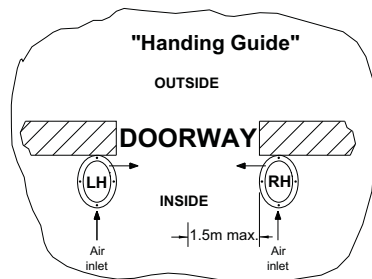 "Handing Guide"
OUTSIDE
DOORWAY
LH
RH
INSIDE
1.5m max.
Air
inlet
Air
inlet